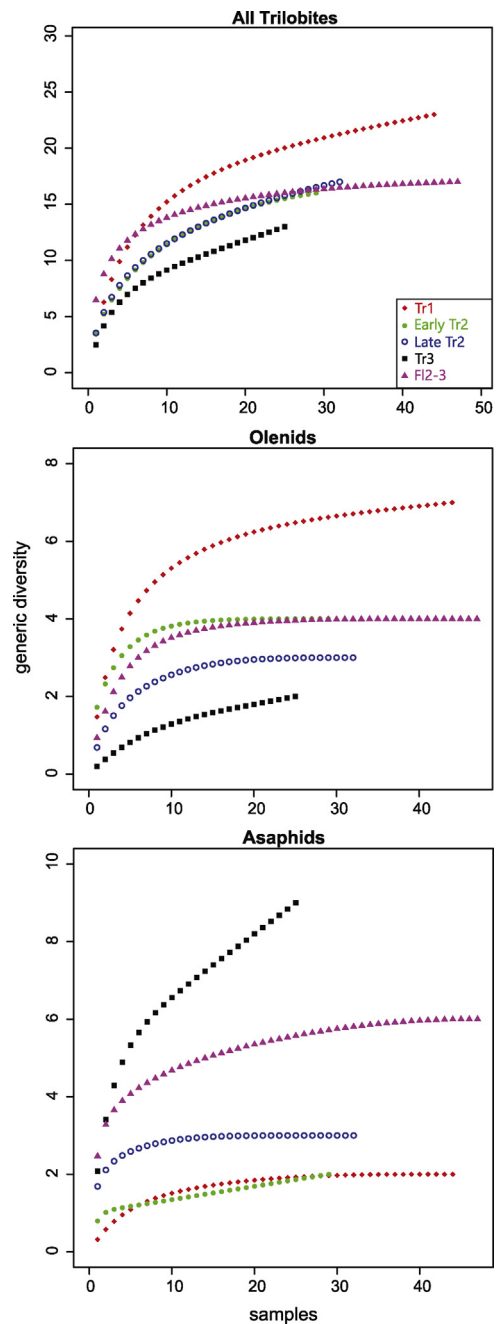 All Trilobites
30
25
20
15
10
5
0
Tr1
Early Tr2
Late Tr2
Tr3
Fl2-3
0 10 20 30 40 50
Olenids
8
6
4
2
0
generic diversity
0 10 20 30 40
Asaphids
10
8
6
4
2
0
0 10 20 30 40
samples